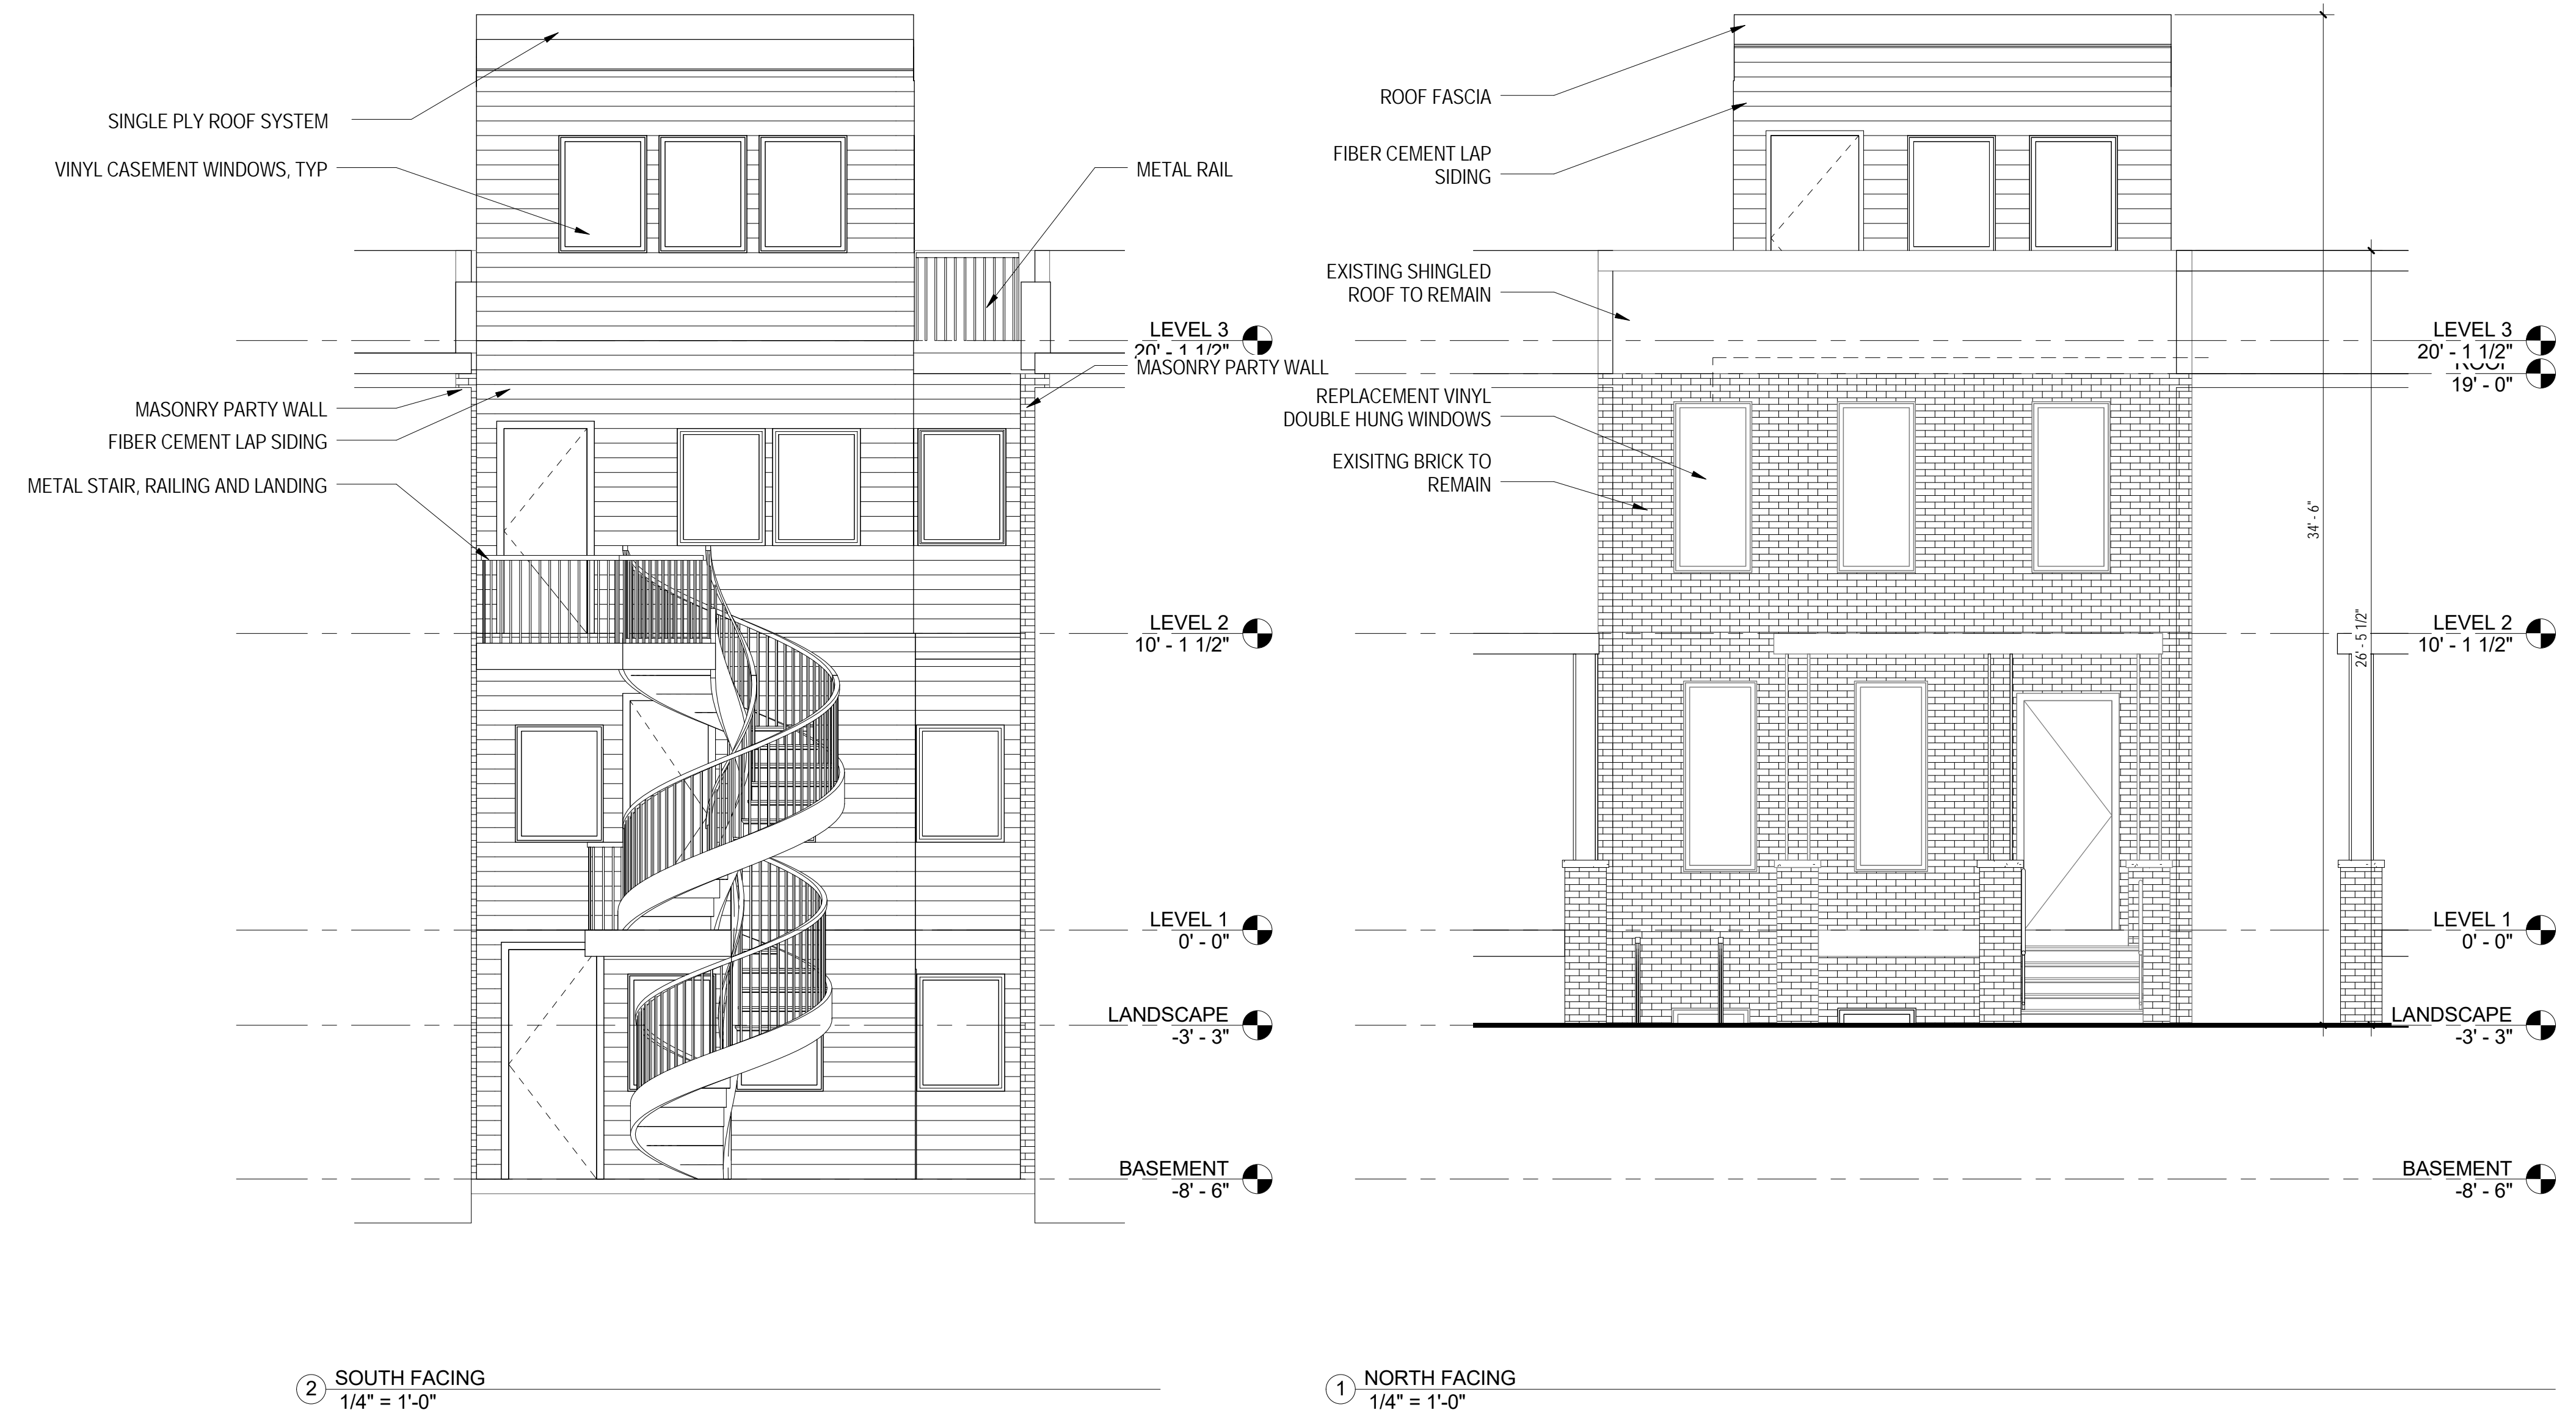 SINGLE PLY ROOF SYSTEM
VINYL CASEMENT WINDOWS, TYP
METAL RAIL
LEVEL 3
20' - 1 1/2"
MASONRY PARTY WALL
MASONRY PARTY WALL
FIBER CEMENT LAP SIDING
METAL STAIR, RAILING AND LANDING
LEVEL 2
10' - 1 1/2"
LEVEL 1
0' - 0"
LANDSCAPE
-3' - 3"
BASEMENT
-8' - 6"
2
SOUTH FACING
1/4" = 1'-0"
ROOF FASCIA
FIBER CEMENT LAP
SIDING
EXISTING SHINGLED
ROOF TO REMAIN
REPLACEMENT VINYL
DOUBLE HUNG WINDOWS
EXISITNG BRICK TO
REMAIN
34' - 6"
26' - 5 1/2"
LEVEL 3
20' - 1 1/2"
ROOF
19' - 0"
LEVEL 2
10' - 1 1/2"
LEVEL 1
0' - 0"
LANDSCAPE
-3' - 3"
BASEMENT
-8' - 6"
1
NORTH FACING
1/4" = 1'-0"